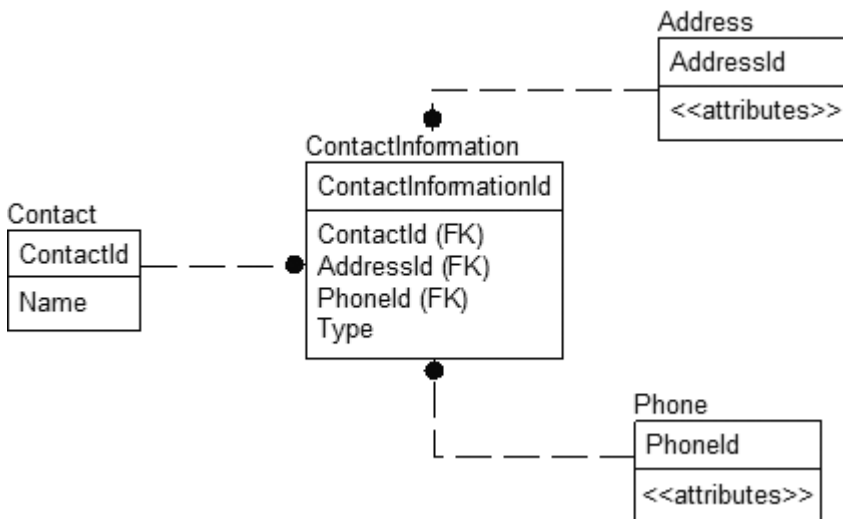 Address
AddressId
<<attributes>>
ContactInformation
ContactInformationId
ContactId (FK)
AddressId (FK)
PhoneId (FK)
Type
Contact
ContactId
Name
Phone
PhoneId
<<attributes>>